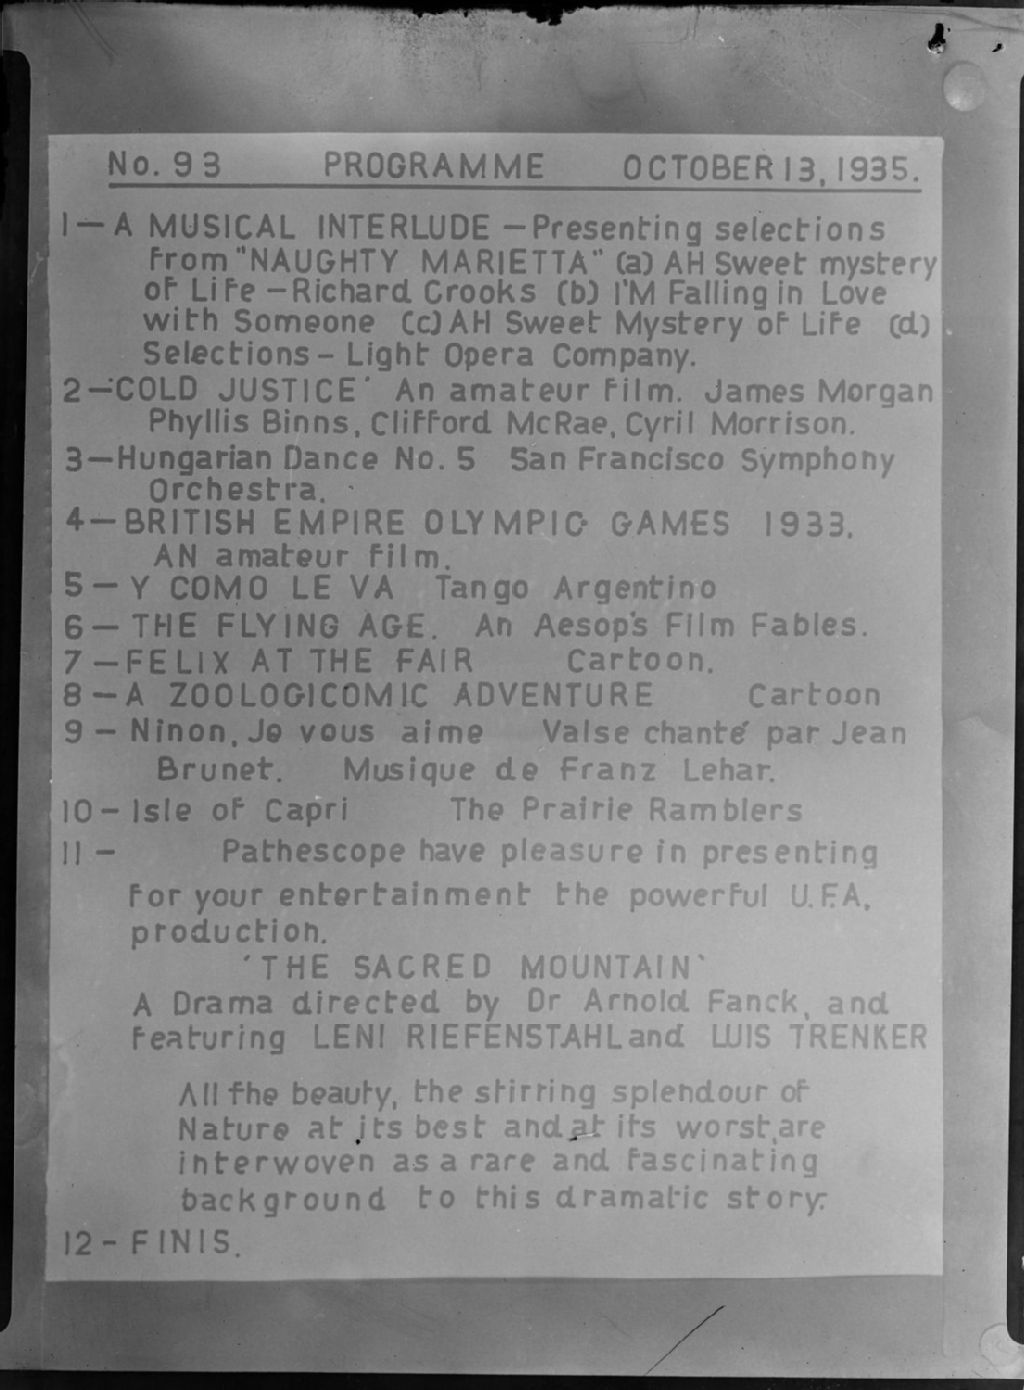 No. 93 PROGRAMME OCTOBER 13, 1935.
1 — A MUSICAL INTERLUDE — Presenting selections
from "NAUGHTY MARIETTA" (a) AH Sweet mystery
of Life — Richard Crooks (b) I'M Falling in Love
with Someone (c) AH Sweet Mystery of Life (d)
Selections — Light Opera Company.
2 — 'COLD JUSTICE' An amateur film. James Morgan
Phyllis Binns, Clifford McRae, Cyril Morrison.
3 — Hungarian Dance No. 5 San Francisco Symphony
Orchestra.
4 — BRITISH EMPIRE OLYMPIC GAMES 1933.
AN amateur film.
5 — Y COMO LE VA Tango Argentino
6 — THE FLYING AGE. An Aesop's Film Fables.
7 — FELIX AT THE FAIR Cartoon.
8 — A ZOOLOGICOMIC ADVENTURE Cartoon
9 — Ninon, Je vous aime Valse chanté par Jean
Brunet. Musique de Franz Lehar.
10 — Isle of Capri The Prairie Ramblers
11 — Pathescope have pleasure in presenting
for your entertainment the powerful U.F.A.
production.
'THE SACRED MOUNTAIN'
A Drama directed by Dr Arnold Fanck, and
featuring LENI RIEFENSTAHL and LUIS TRENKER
All the beauty, the stirring splendour of
Nature at its best and at its worst, are
interwoven as a rare and fascinating
background to this dramatic story.
12 — FINIS.